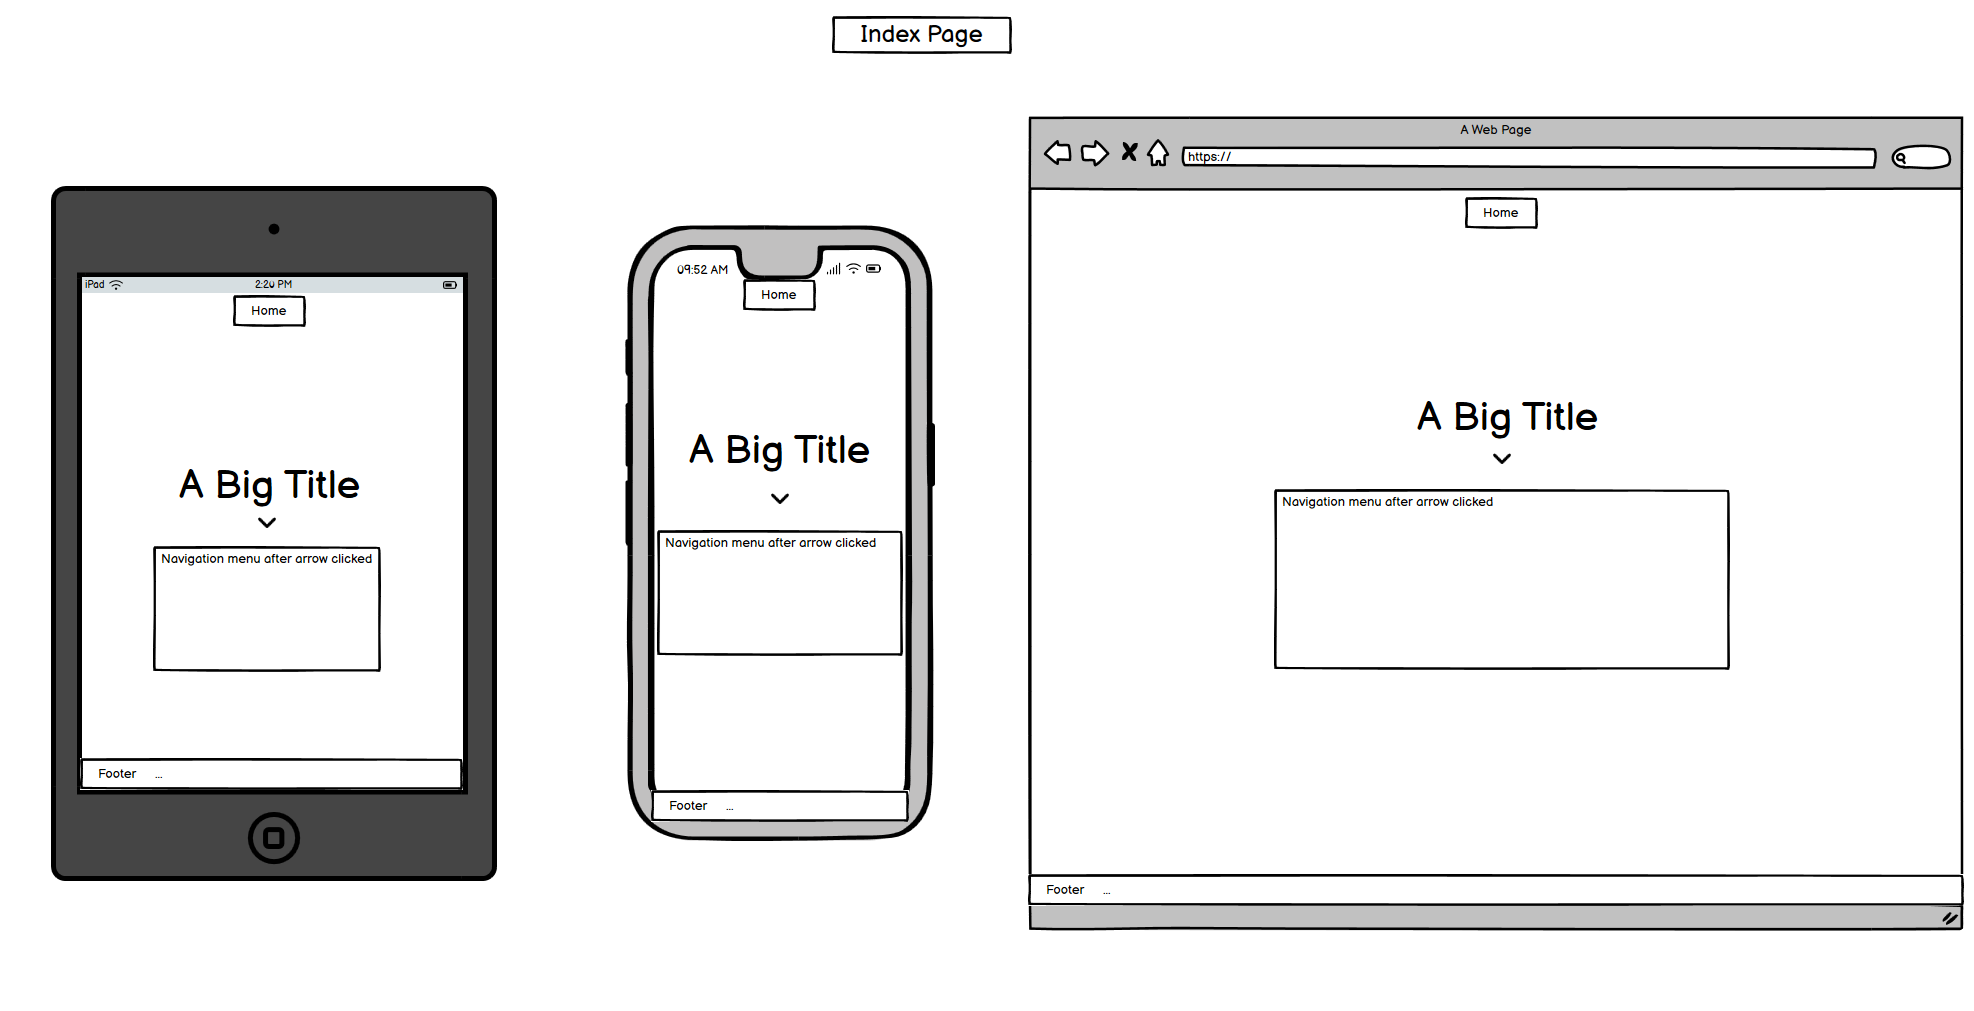 Index Page
iPad 2:20 PM
Home
A Big Title
Navigation menu after arrow clicked
Footer ...
09:52 AM
Home
A Big Title
Navigation menu after arrow clicked
Footer ...
A Web Page
https://
Home
A Big Title
Navigation menu after arrow clicked
Footer ...